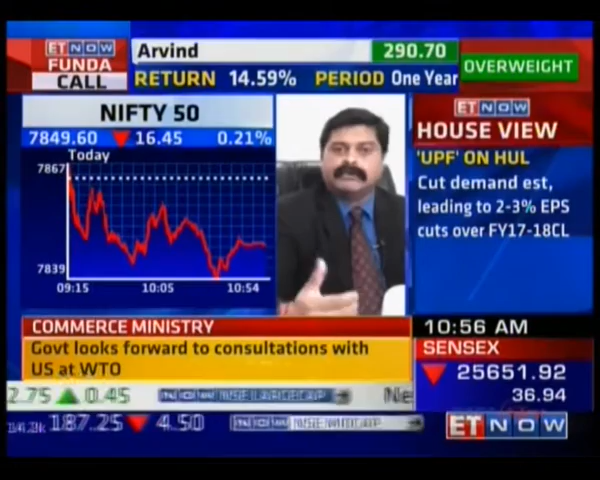 ET NOW
FUNDA
CALL
Arvind 290.70
RETURN 14.59% PERIOD One Year
OVERWEIGHT
NIFTY 50
7849.60 16.45 0.21%
Today
7867
7839
09:15 10:05 10:54
ET NOW
HOUSE VIEW
'UPF' ON HUL
Cut demand est,
leading to 2-3% EPS
cuts over FY17-18CL
COMMERCE MINISTRY
Govt looks forward to consultations with
US at WTO
10:56 AM
SENSEX
25651.92
36.94
2.75 0.45 Ne
187.25 4.50
ET NOW